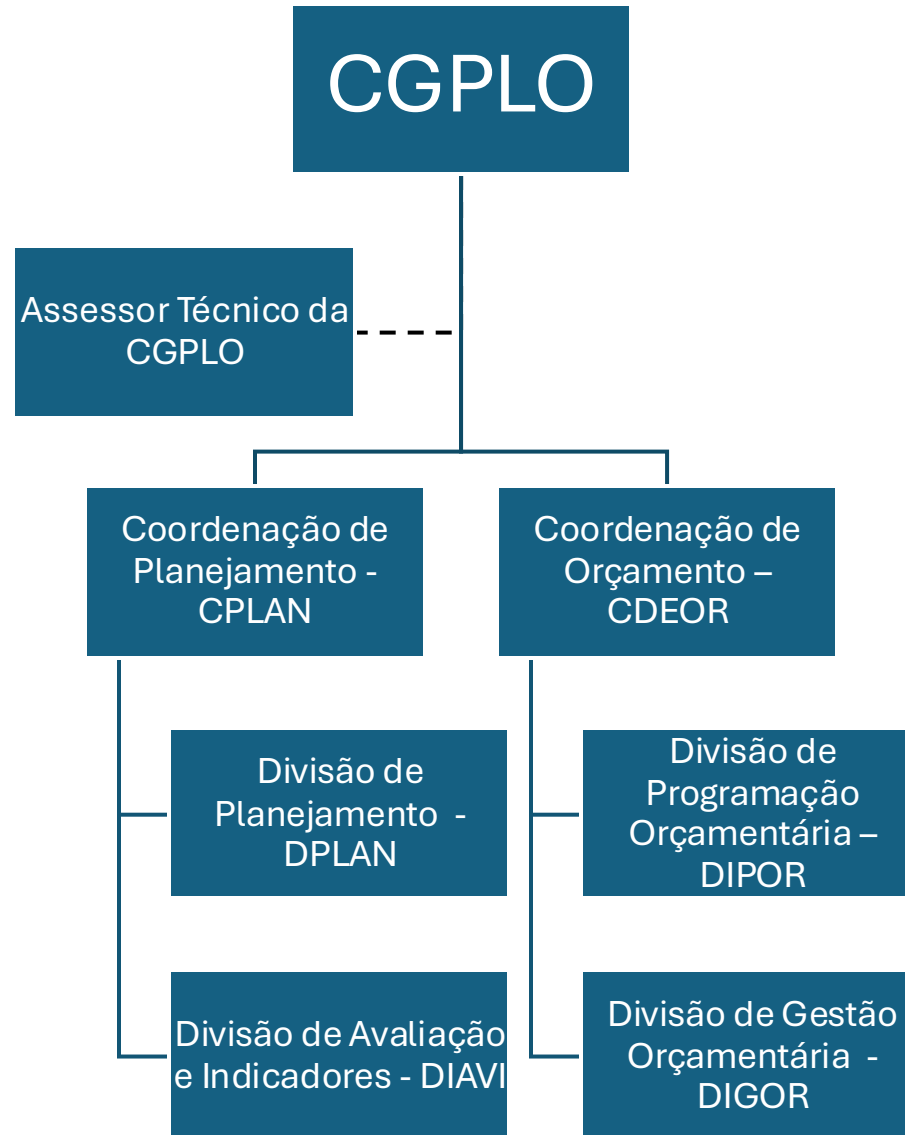 CGPLO
Assessor Técnico da
CGPLO
Coordenação de
Planejamento -
CPLAN
Coordenação de
Orçamento –
CDEOR
Divisão de
Planejamento -
DPLAN
Divisão de
Programação
Orçamentária –
DIPOR
Divisão de Avaliação
e Indicadores - DIAVI
Divisão de Gestão
Orçamentária -
DIGOR